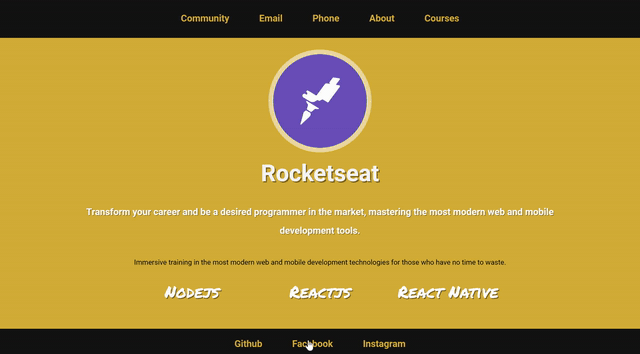 Community Email Phone About Courses
Rocketseat
Transform your career and be a desired programmer in the market, mastering the most modern web and mobile
development tools.
Immersive training in the most modern web and mobile development technologies for those who have no time to waste.
NodeJS ReactJS React Native
Github Facebook Instagram